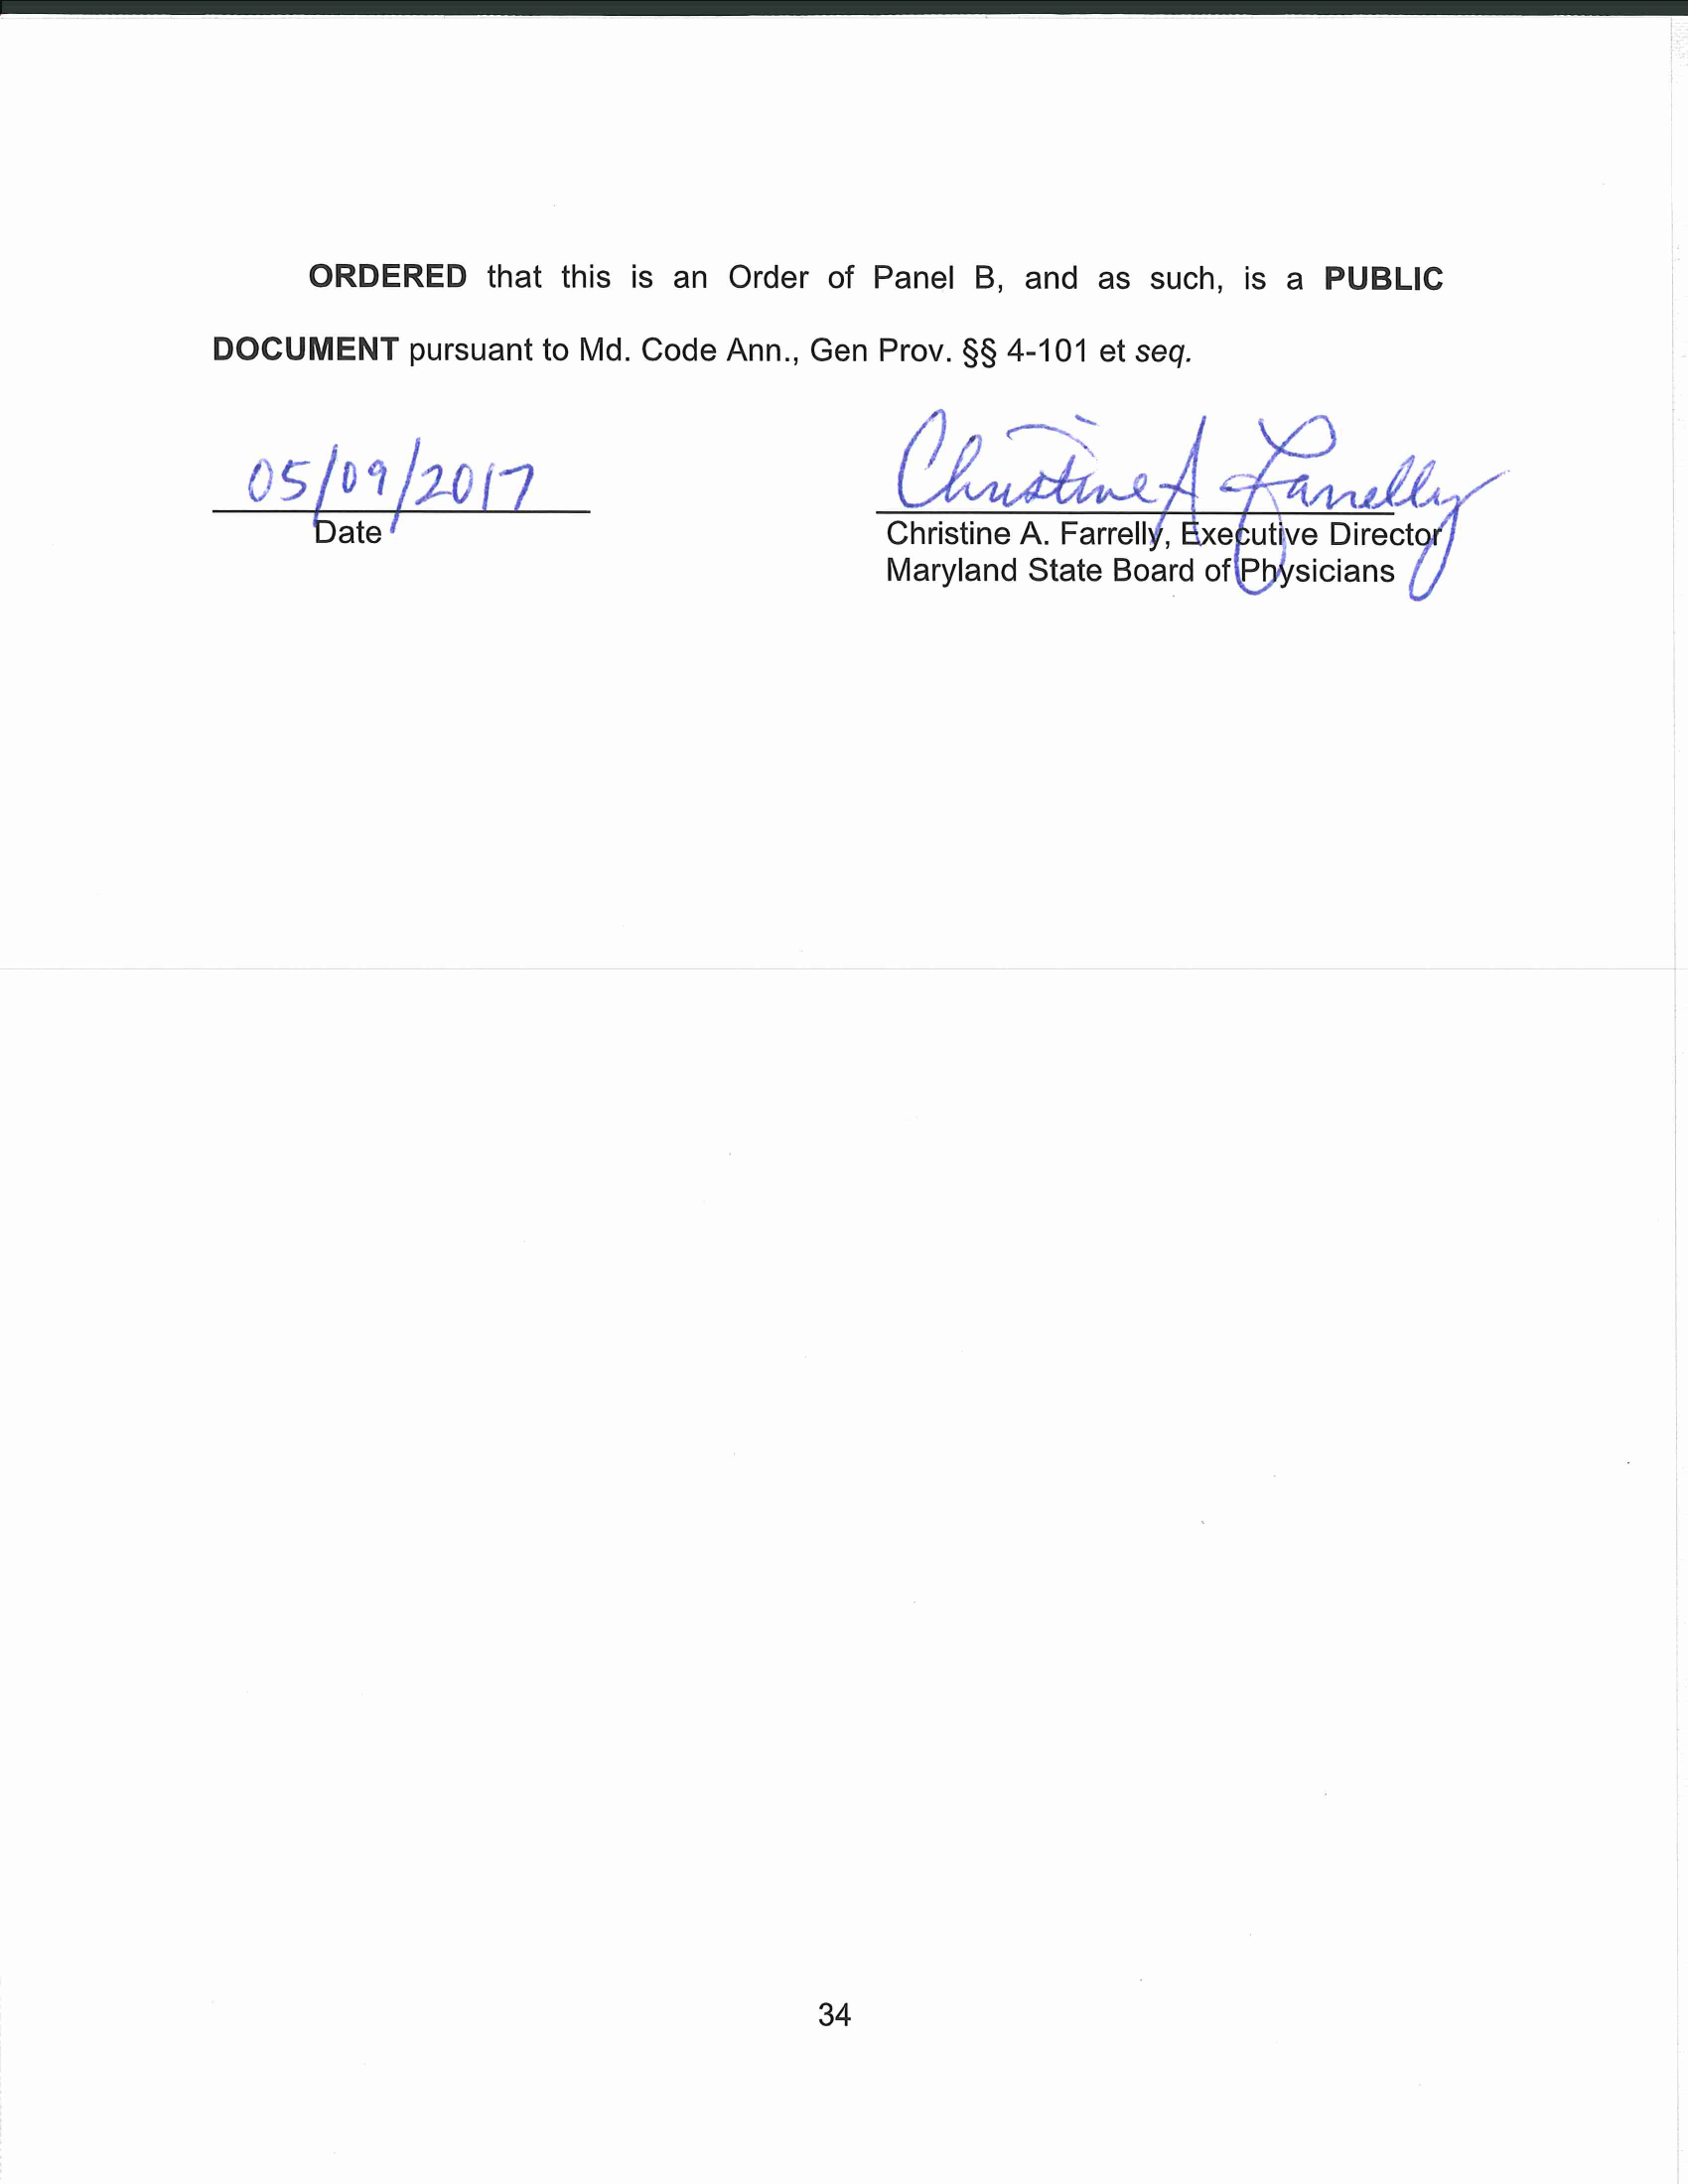 ORDERED that this is an Order of Panel B, and as such, is a PUBLIC
DOCUMENT pursuant to Md. Code Ann., Gen Prov. §§ 4-101 et seq.
05/09/2017
Christine A Farrelly
Date
Christine A. Farrelly, Executive Director
Maryland State Board of Physicians
34